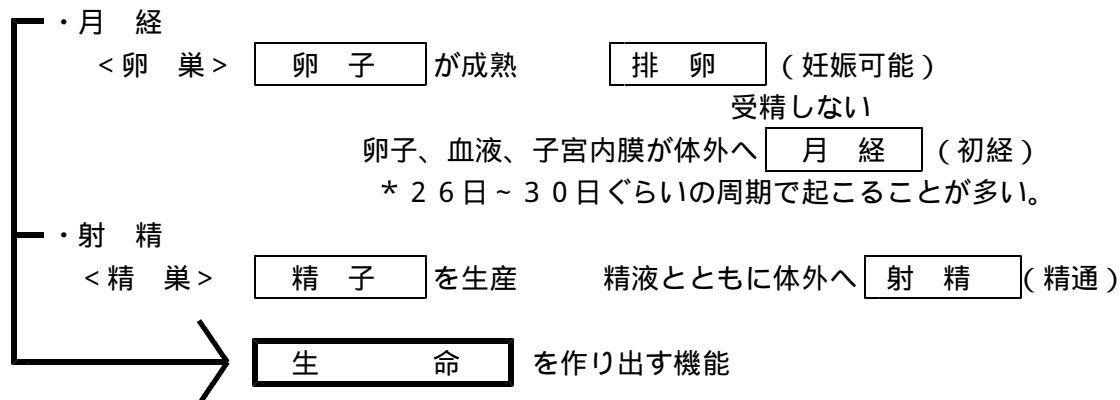 ・月　経
<卵　巣>　卵　子　が成熟　　排　卵　（妊娠可能）
受精しない
卵子、血液、子宮内膜が体外へ　月　経　（初経）
*２６日~３０日ぐらいの周期で起こることが多い。
・射　精
<精　巣>　精　子　を生産　　精液とともに体外へ　射　精　（精通）
生　　　命　を作り出す機能